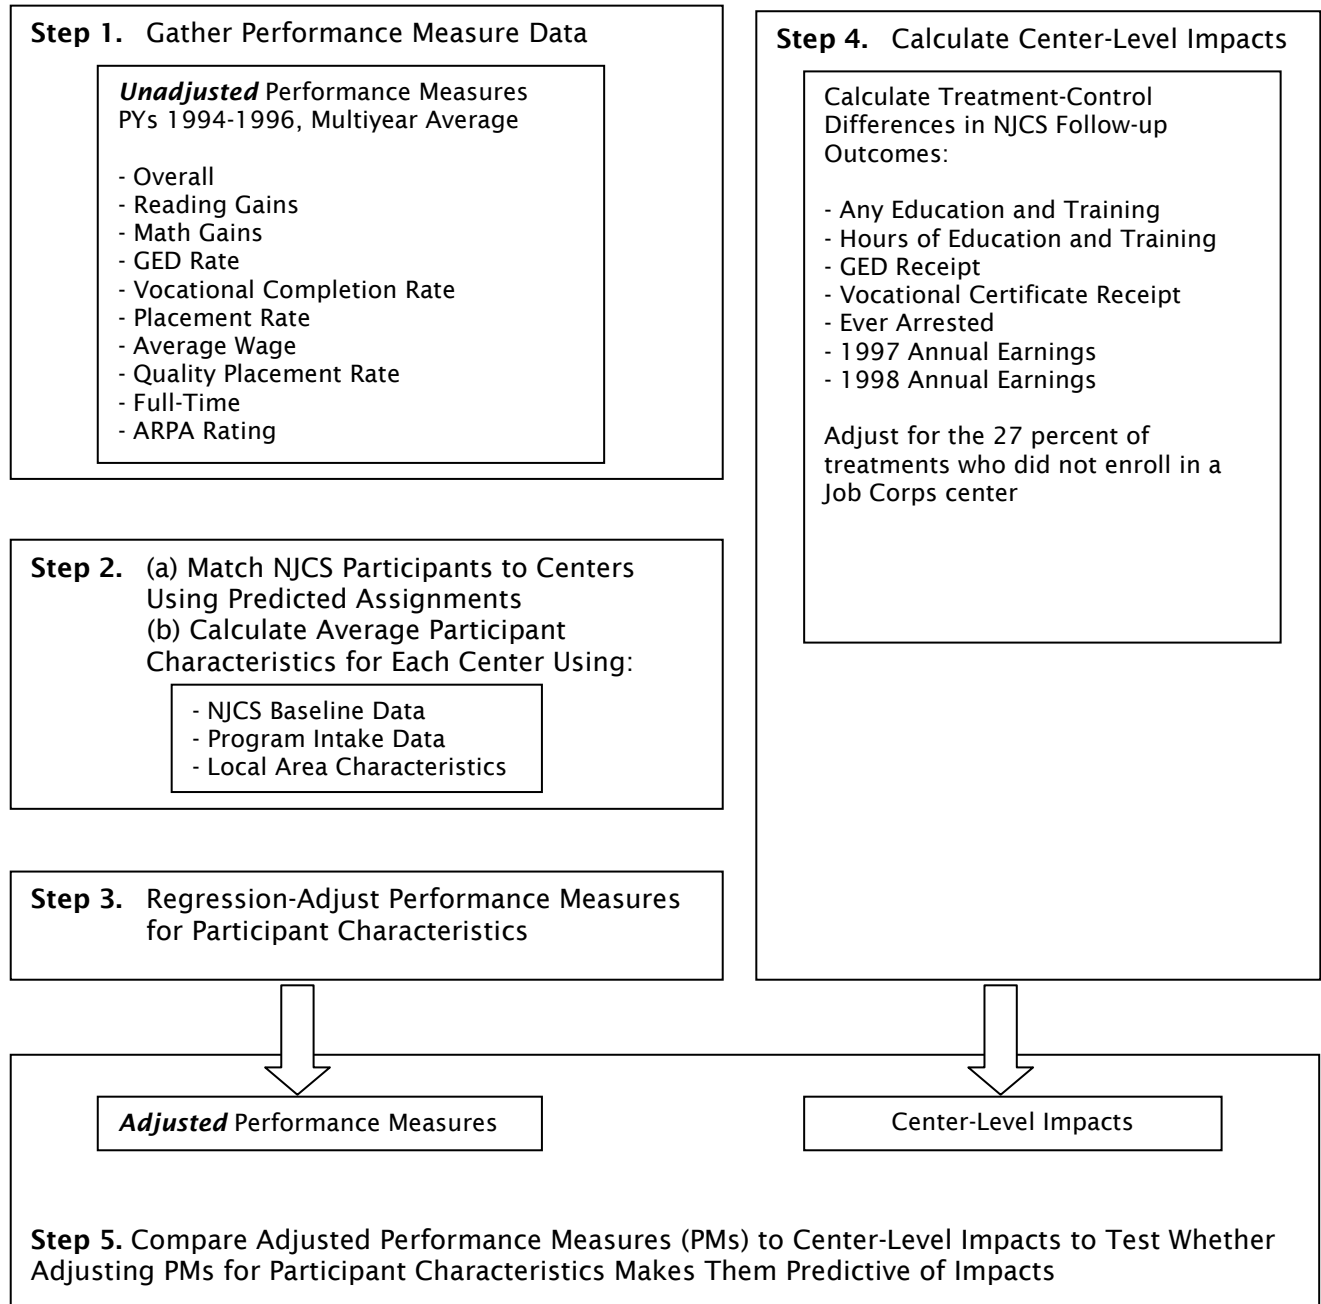 Step 1. Gather Performance Measure Data
Unadjusted Performance Measures
PYs 1994-1996, Multiyear Average
- Overall
- Reading Gains
- Math Gains
- GED Rate
- Vocational Completion Rate
- Placement Rate
- Average Wage
- Quality Placement Rate
- Full-Time
- ARPA Rating
Step 2. (a) Match NJCS Participants to Centers
Using Predicted Assignments
(b) Calculate Average Participant
Characteristics for Each Center Using:
- NJCS Baseline Data
- Program Intake Data
- Local Area Characteristics
Step 3. Regression-Adjust Performance Measures
for Participant Characteristics
Step 4. Calculate Center-Level Impacts
Calculate Treatment-Control
Differences in NJCS Follow-up
Outcomes:
- Any Education and Training
- Hours of Education and Training
- GED Receipt
- Vocational Certificate Receipt
- Ever Arrested
- 1997 Annual Earnings
- 1998 Annual Earnings
Adjust for the 27 percent of
treatments who did not enroll in a
Job Corps center
Adjusted Performance Measures
Center-Level Impacts
Step 5. Compare Adjusted Performance Measures (PMs) to Center-Level Impacts to Test Whether
Adjusting PMs for Participant Characteristics Makes Them Predictive of Impacts